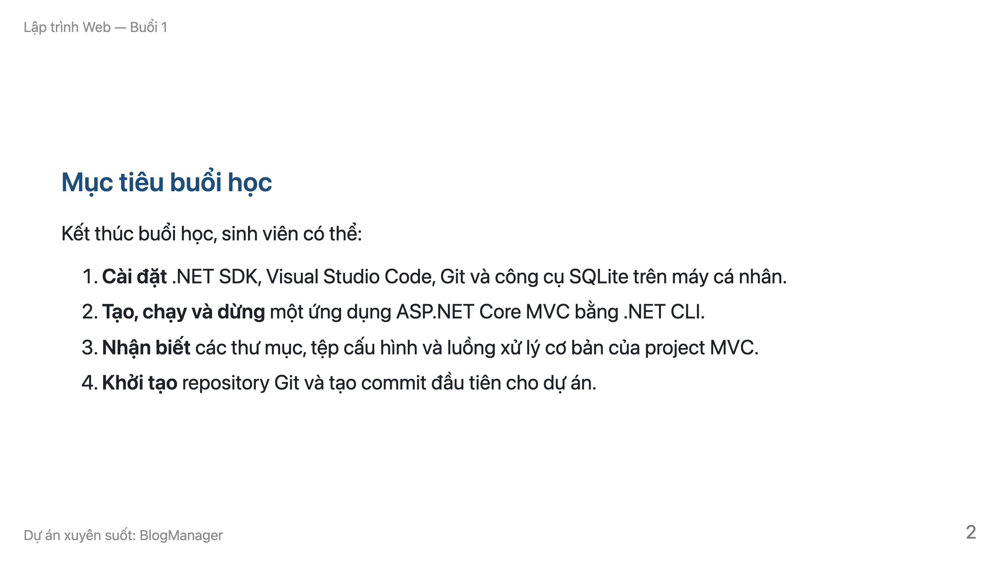 Lập trình Web — Buổi 1
Mục tiêu buổi học
Kết thúc buổi học, sinh viên có thể:
1. Cài đặt .NET SDK, Visual Studio Code, Git và công cụ SQLite trên máy cá nhân.
2. Tạo, chạy và dừng một ứng dụng ASP.NET Core MVC bằng .NET CLI.
3. Nhận biết các thư mục, tệp cấu hình và luồng xử lý cơ bản của project MVC.
4. Khởi tạo repository Git và tạo commit đầu tiên cho dự án.
Dự án xuyên suốt: BlogManager
2